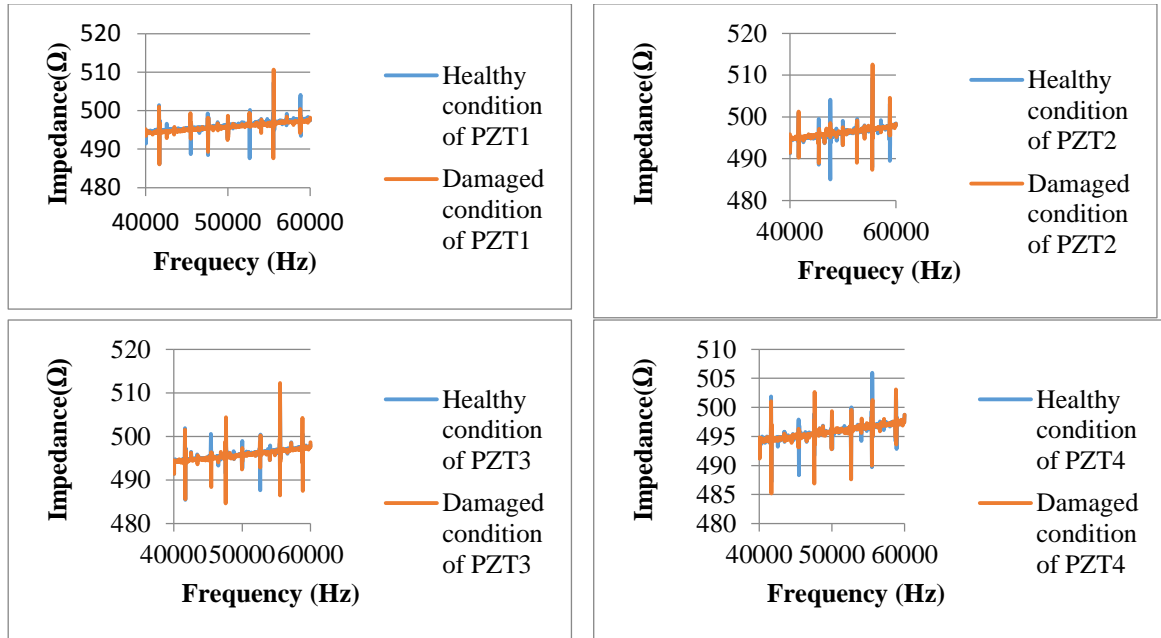 520
510
500
490
480
Impedance(Ω)
40000 50000 60000
Frequecy (Hz)
Healthy
condition
of PZT1
Damaged
condition
of PZT1
520
510
500
490
480
Impedance(Ω)
40000 60000
Frequecy (Hz)
Healthy
condition
of PZT2
Damaged
condition
of PZT2
520
510
500
490
480
Impedance(Ω)
40000 50000 60000
Frequency (Hz)
Healthy
condition
of PZT3
Damaged
condition
of PZT3
510
505
500
495
490
485
480
Impedance(Ω)
40000 50000 60000
Frequency (Hz)
Healthy
condition
of PZT4
Damaged
condition
of PZT4